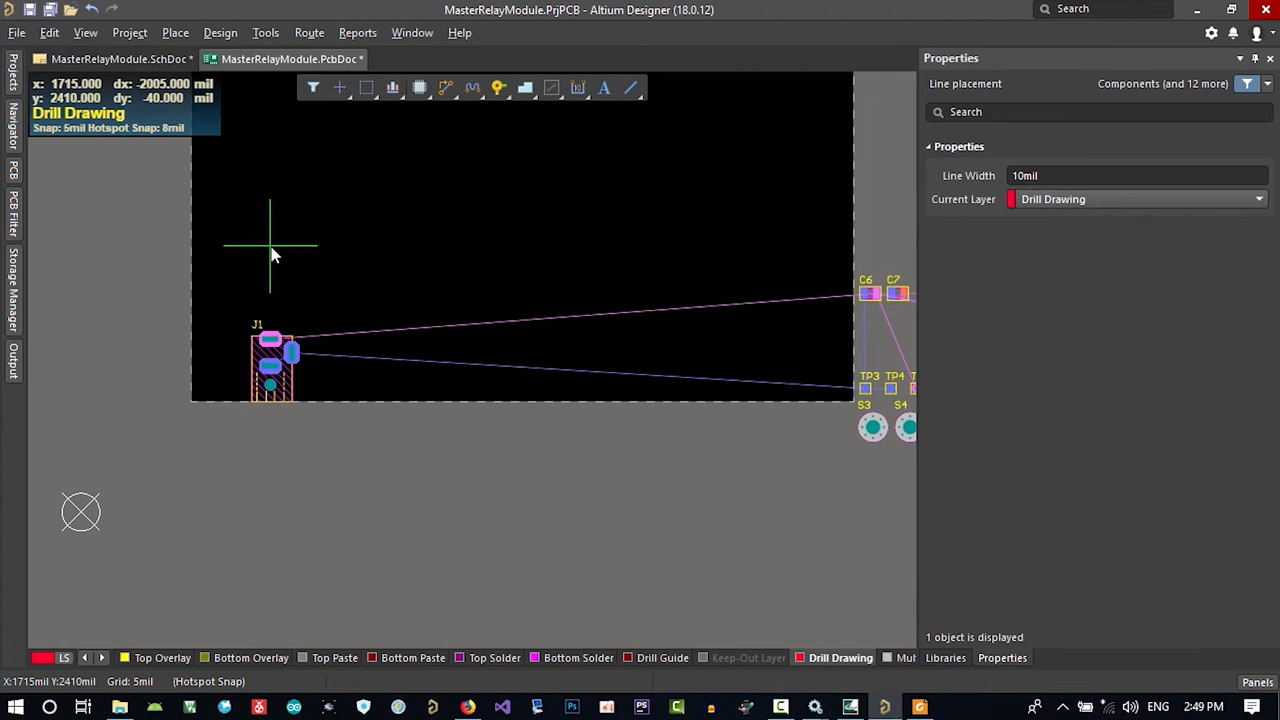 MasterRelayModule.PrjPCB - Altium Designer (18.0.12)
Search
File Edit View Project Place Design Tools Route Reports Window Help
MasterRelayModule.SchDoc *
MasterRelayModule.PcbDoc *
x: 1715.000 dx: -2005.000 mil
y: 2410.000 dy: -40.000 mil
Drill Drawing
Snap: 5mil Hotspot Snap: 8mil
Projects
Navigator
PCB
PCB Filter
Storage Manager
Output
J1
C6 C7
TP3 TP4
S3 S4
Properties
Line placement Components (and 12 more)
Search
Properties
Line Width 10mil
Current Layer Drill Drawing
1 object is displayed
LS Top Overlay Bottom Overlay Top Paste Bottom Paste Top Solder Bottom Solder Drill Guide Keep-Out Layer Drill Drawing Mult Libraries Properties
X:1715mil Y:2410mil Grid: 5mil (Hotspot Snap) Panels
ENG 2:49 PM